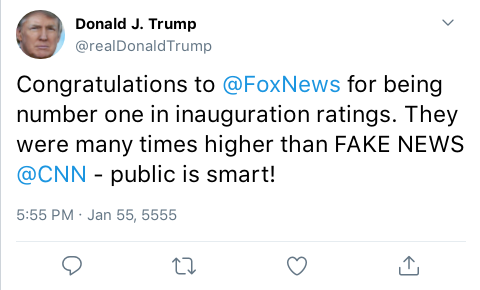 Donald J. Trump
@realDonaldTrump
Congratulations to @FoxNews for being
number one in inauguration ratings. They
were many times higher than FAKE NEWS
@CNN - public is smart!
5:55 PM · Jan 55, 5555